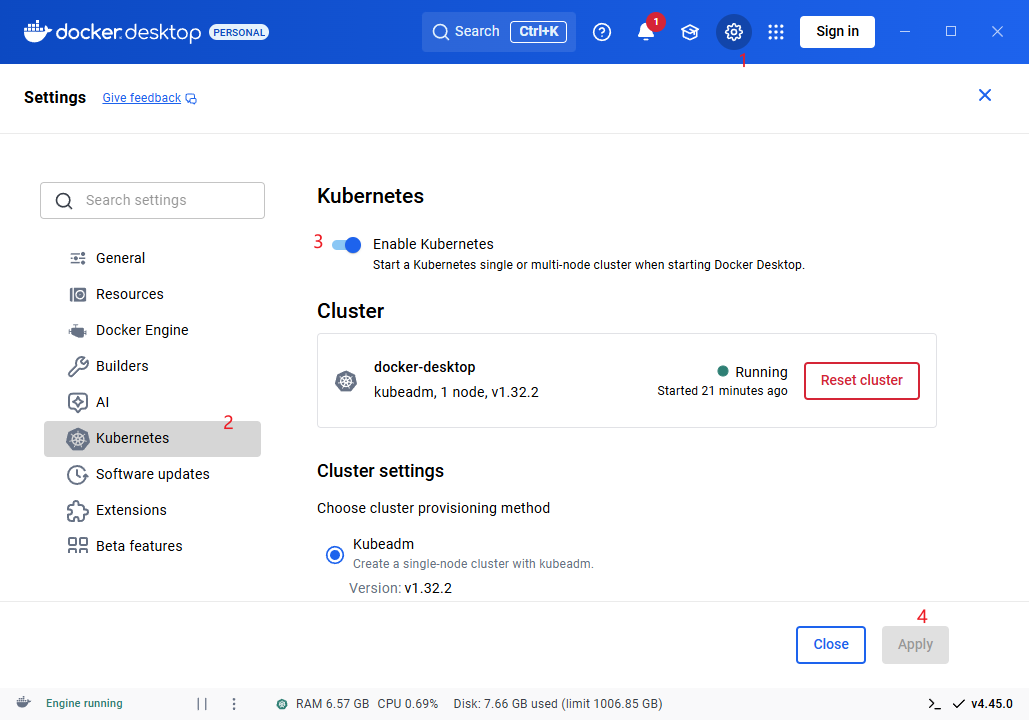 docker.desktop PERSONAL Search Ctrl+K 1 Sign in
1
Settings Give feedback
Search settings
General
Resources
Docker Engine
Builders
AI
Kubernetes 2
Software updates
Extensions
Beta features
Kubernetes
3 Enable Kubernetes
Start a Kubernetes single or multi-node cluster when starting Docker Desktop.
Cluster
docker-desktop
kubeadm, 1 node, v1.32.2
Running
Started 21 minutes ago
Reset cluster
Cluster settings
Choose cluster provisioning method
Kubeadm
Create a single-node cluster with kubeadm.
Version: v1.32.2
4
Close Apply
Engine running RAM 6.57 GB CPU 0.69% Disk: 7.66 GB used (limit 1006.85 GB) v4.45.0